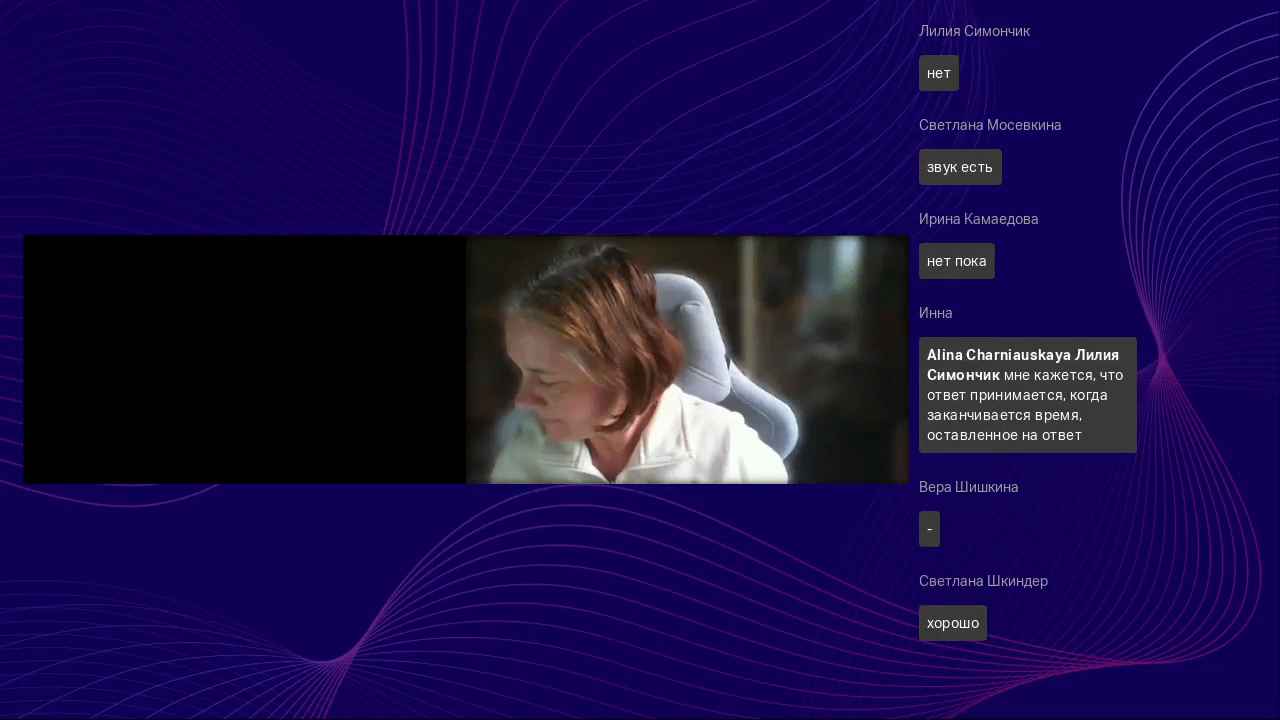 Лилия Симончик
нет
Светлана Мосевкина
звук есть
Ирина Камаедова
нет пока
Инна
Alina Charniauskaya Лилия
Симончик мне кажется, что
ответ принимается, когда
заканчивается время,
оставленное на ответ
Вера Шишкина
-
Светлана Шкиндер
хорошо